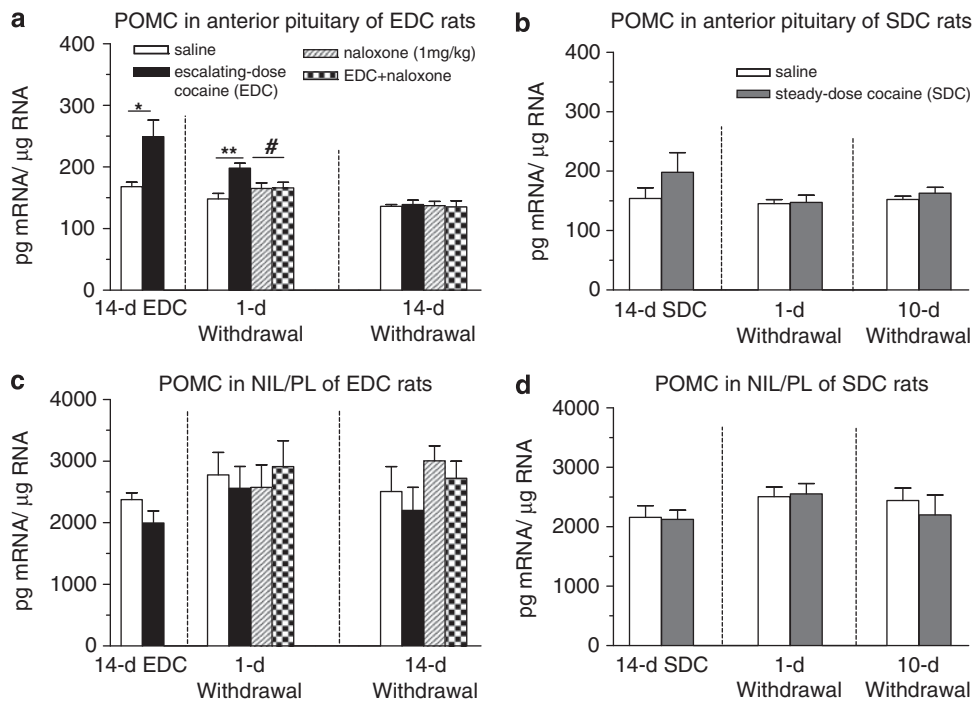 a
POMC in anterior pituitary of EDC rats
saline
escalating-dose
cocaine (EDC)
naloxone (1mg/kg)
EDC+naloxone
pg mRNA/ μg RNA
400
300
200
100
0
*
**
#
14-d EDC
1-d
Withdrawal
14-d
Withdrawal
b
POMC in anterior pituitary of SDC rats
saline
steady-dose cocaine (SDC)
pg mRNA/ μg RNA
400
300
200
100
0
14-d SDC
1-d
Withdrawal
10-d
Withdrawal
c
POMC in NIL/PL of EDC rats
pg mRNA/ μg RNA
4000
3000
2000
1000
0
14-d EDC
1-d
Withdrawal
14-d
Withdrawal
d
POMC in NIL/PL of SDC rats
pg mRNA/ μg RNA
4000
3000
2000
1000
0
14-d SDC
1-d
Withdrawal
10-d
Withdrawal